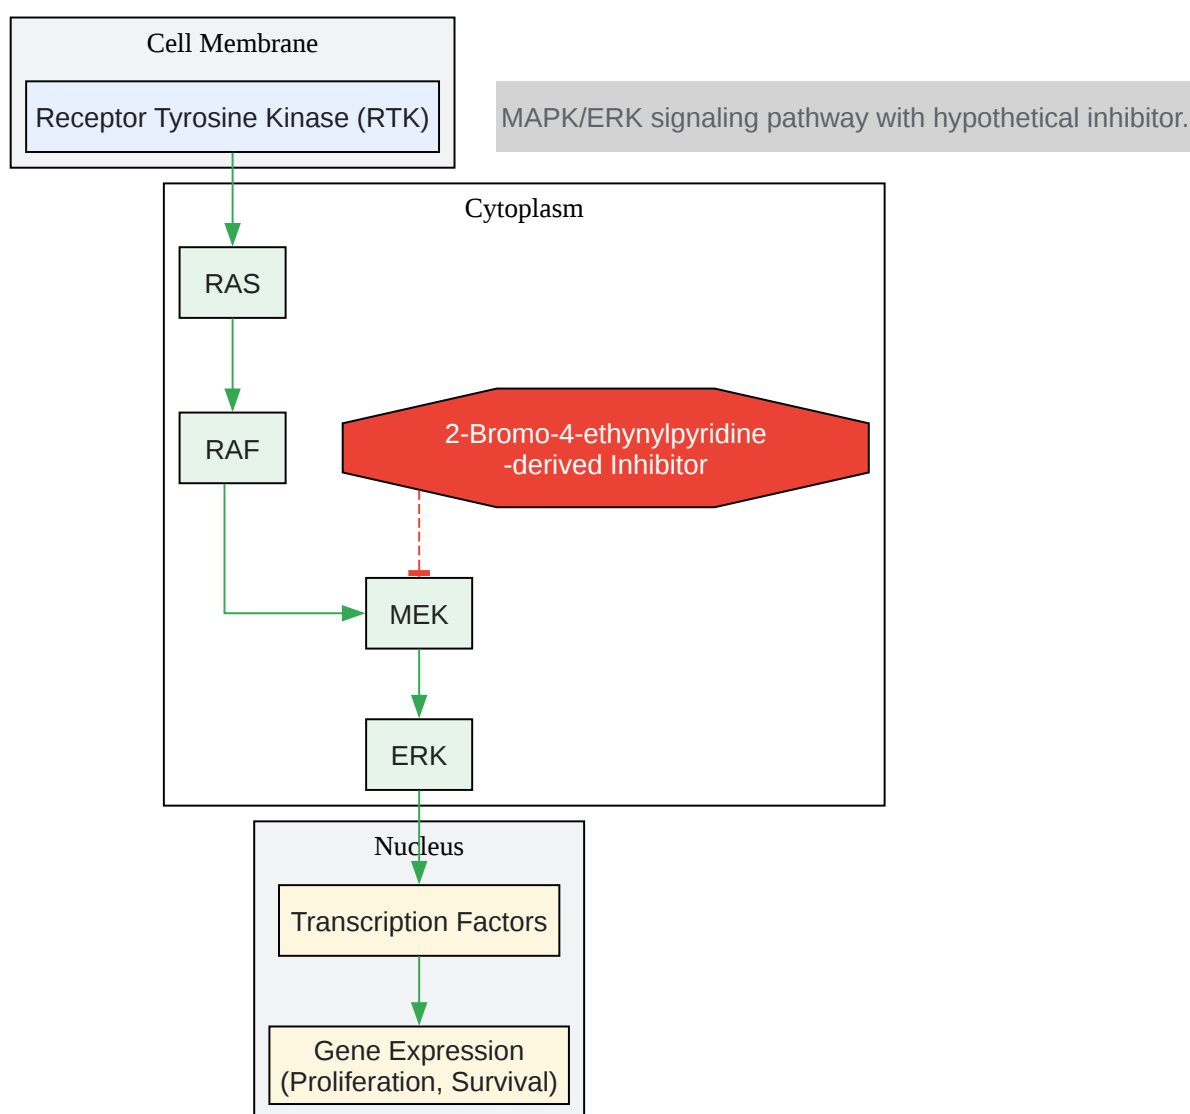 Cell Membrane
Receptor Tyrosine Kinase (RTK)
MAPK/ERK signaling pathway with hypothetical inhibitor.
Cytoplasm
RAS
RAF
2-Bromo-4-ethynylpyridine
-derived Inhibitor
MEK
ERK
Nucleus
Transcription Factors
Gene Expression
(Proliferation, Survival)